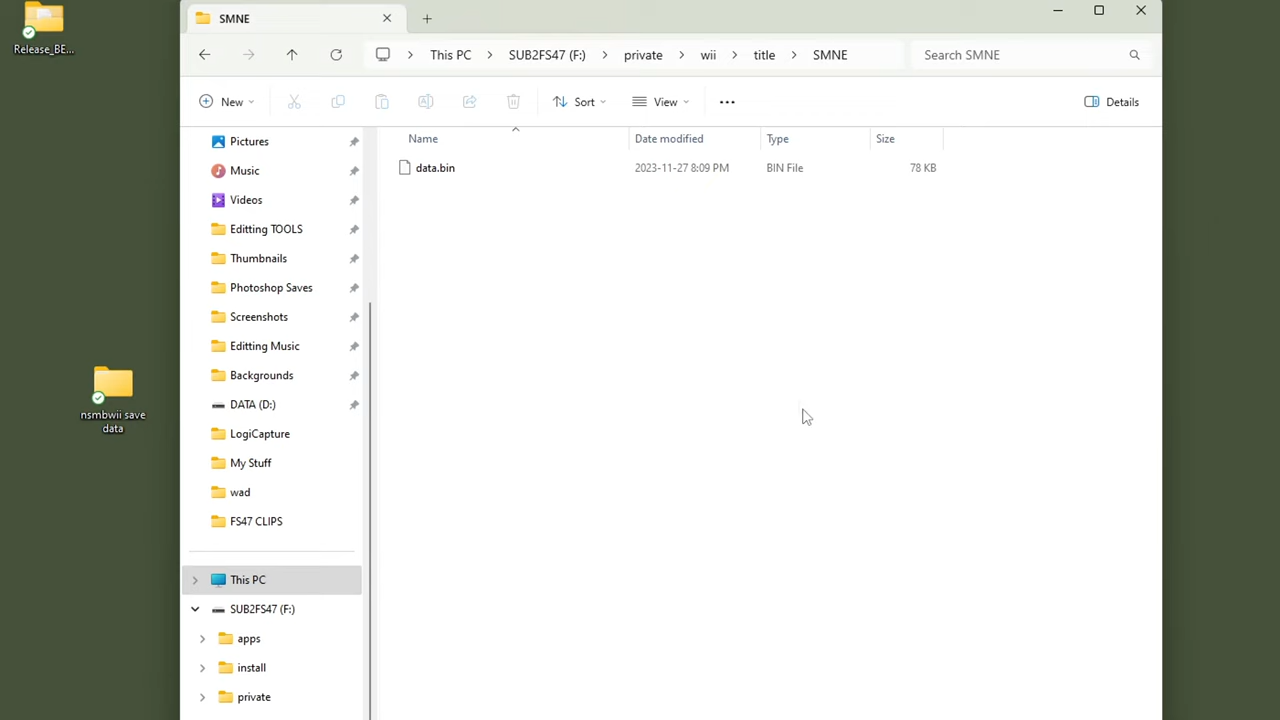 Release_BE...
SMNE
This PC
SUB2FS47 (F:)
private
wii
title
SMNE
Search SMNE
New
Sort
View
Details
Name
Date modified
Type
Size
data.bin
2023-11-27 8:09 PM
BIN File
78 KB
Pictures
Music
Videos
Editting TOOLS
Thumbnails
Photoshop Saves
Screenshots
Editting Music
Backgrounds
DATA (D:)
LogiCapture
My Stuff
wad
FS47 CLIPS
This PC
SUB2FS47 (F:)
apps
install
private
nsmbwii save
data